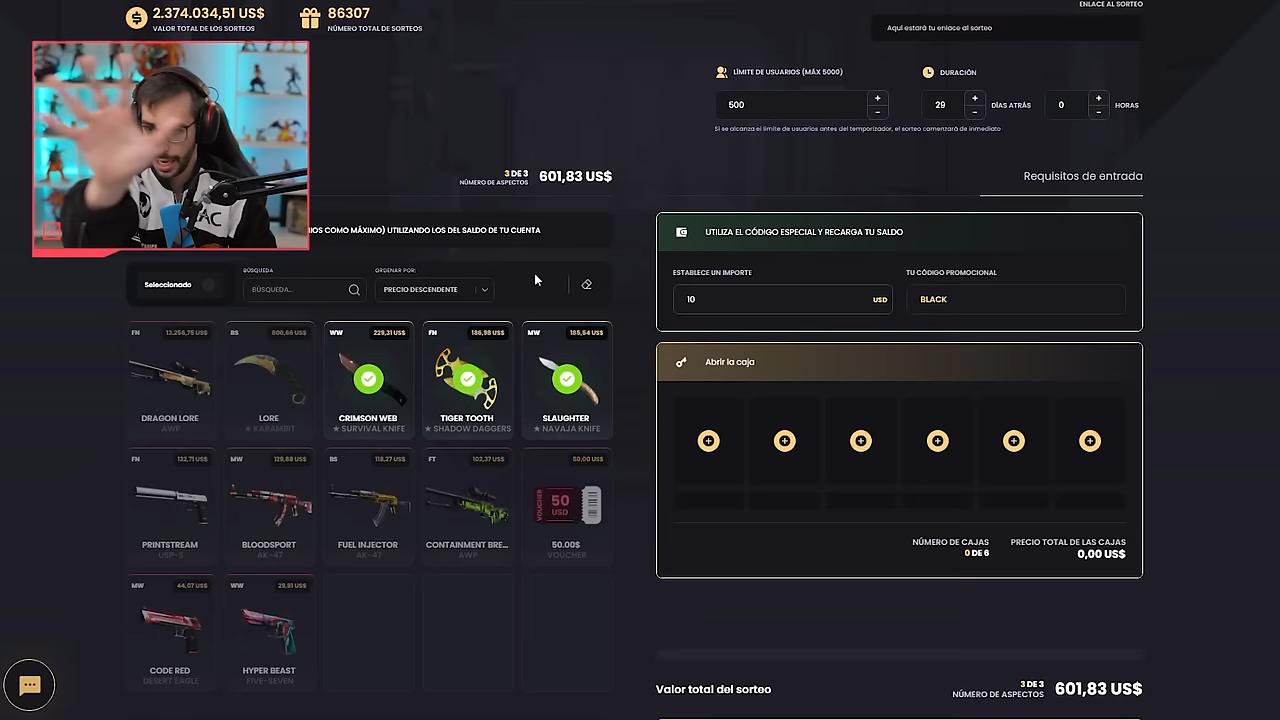 2.374.034,51 US$
VALOR TOTAL DE LOS SORTEOS
86307
NÚMERO TOTAL DE SORTEOS
ENLACE AL SORTEO
Aquí estará tu enlace al sorteo
LÍMITE DE USUARIOS (MÁX 5000)
DURACIÓN
500
29
DÍAS ATRÁS
0
HORAS
Si se alcanza el límite de usuarios antes del temporizador, el sorteo comenzará de inmediato
3 DE 3
NÚMERO DE ASPECTOS
601,83 US$
Requisitos de entrada
IOS COMO MÁXIMO) UTILIZANDO LOS DEL SALDO DE TU CUENTA
UTILIZA EL CÓDIGO ESPECIAL Y RECARGA TU SALDO
Seleccionado
BÚSQUEDA
BÚSQUEDA...
ORDENAR POR:
PRECIO DESCENDENTE
ESTABLECE UN IMPORTE
10
USD
TU CÓDIGO PROMOCIONAL
BLACK
FN 13.256,75 US$
DRAGON LORE
AWP
BS 800,66 US$
LORE
★ KARAMBIT
WW 229,31 US$
CRIMSON WEB
★ SURVIVAL KNIFE
FN 186,98 US$
TIGER TOOTH
★ SHADOW DAGGERS
MW 185,54 US$
SLAUGHTER
★ NAVAJA KNIFE
Abrir la caja
FN 132,71 US$
PRINTSTREAM
USP-S
MW 129,88 US$
BLOODSPORT
AK-47
BS 118,27 US$
FUEL INJECTOR
AK-47
FT 102,37 US$
CONTAINMENT BRE...
AWP
50,00 US$
VOUCHER
50
USD
50.00$
VOUCHER
NÚMERO DE CAJAS
0 DE 6
PRECIO TOTAL DE LAS CAJAS
0,00 US$
MW 44,07 US$
CODE RED
DESERT EAGLE
WW 29,91 US$
HYPER BEAST
FIVE-SEVEN
Valor total del sorteo
3 DE 3
NÚMERO DE ASPECTOS
601,83 US$